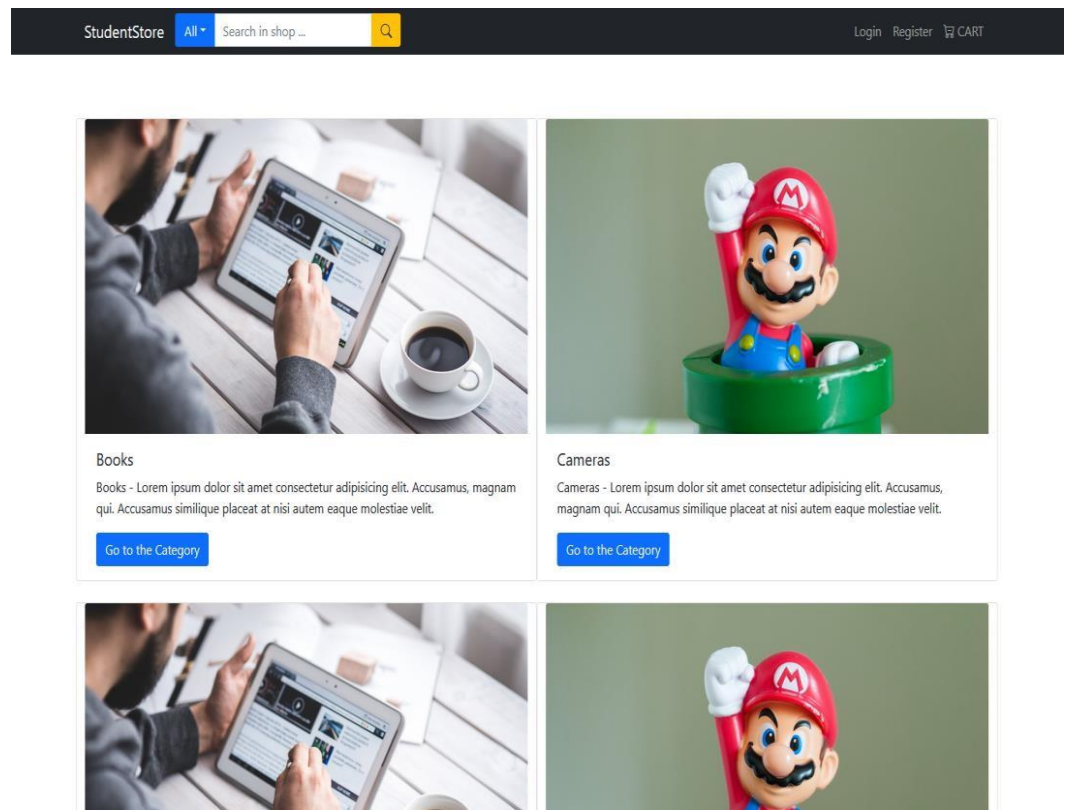 StudentStore All Search in shop ... Login Register CART
Books
Books - Lorem ipsum dolor sit amet consectetur adipisicing elit. Accusamus, magnam
qui. Accusamus similique placeat at nisi autem eaque molestiae velit.
Go to the Category
Cameras
Cameras - Lorem ipsum dolor sit amet consectetur adipisicing elit. Accusamus,
magnam qui. Accusamus similique placeat at nisi autem eaque molestiae velit.
Go to the Category
M
M